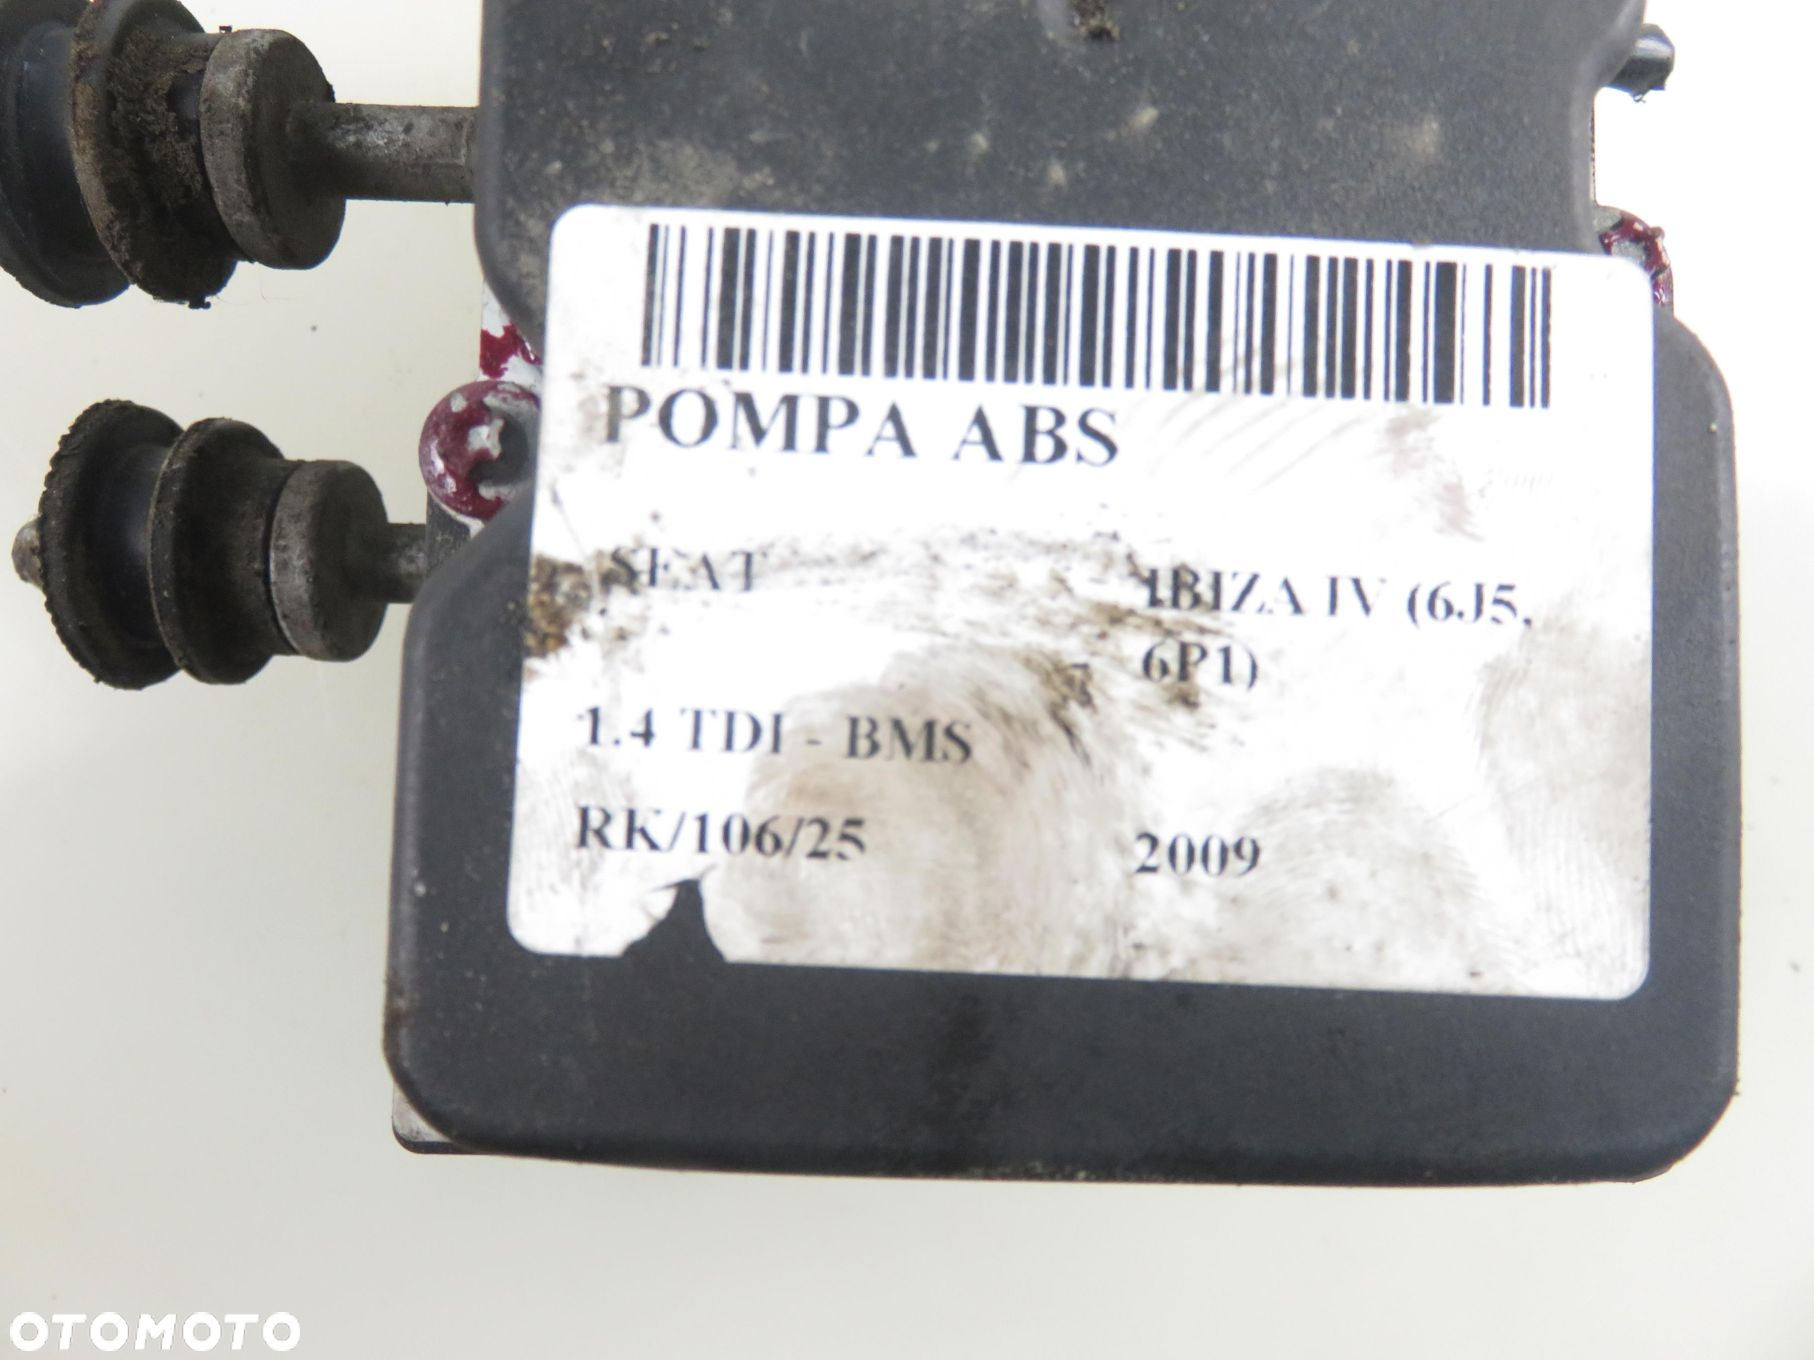 POMPA ABS
SEAT
IBIZA IV (6J5,
6P1)
1.4 TDI - BMS
RK/106/25
2009
OTOMOTO